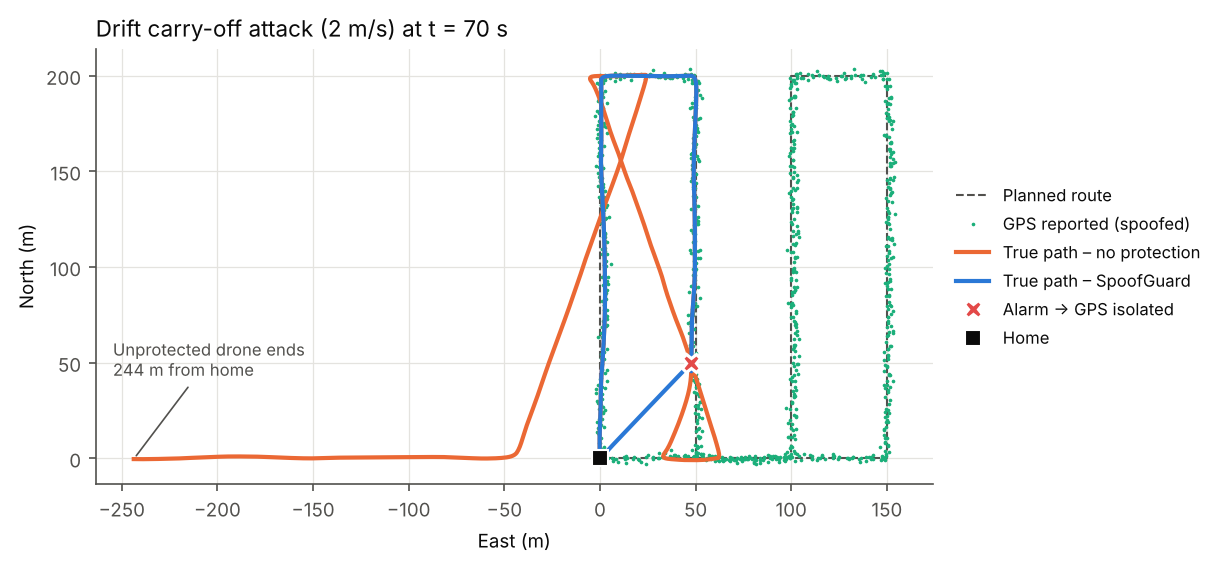 Drift carry-off attack (2 m/s) at t = 70 s
200
150
100
50
0
North (m)
Unprotected drone ends
244 m from home
−250
−200
−150
−100
−50
0
50
100
150
East (m)
Planned route
GPS reported (spoofed)
True path – no protection
True path – SpoofGuard
Alarm → GPS isolated
Home